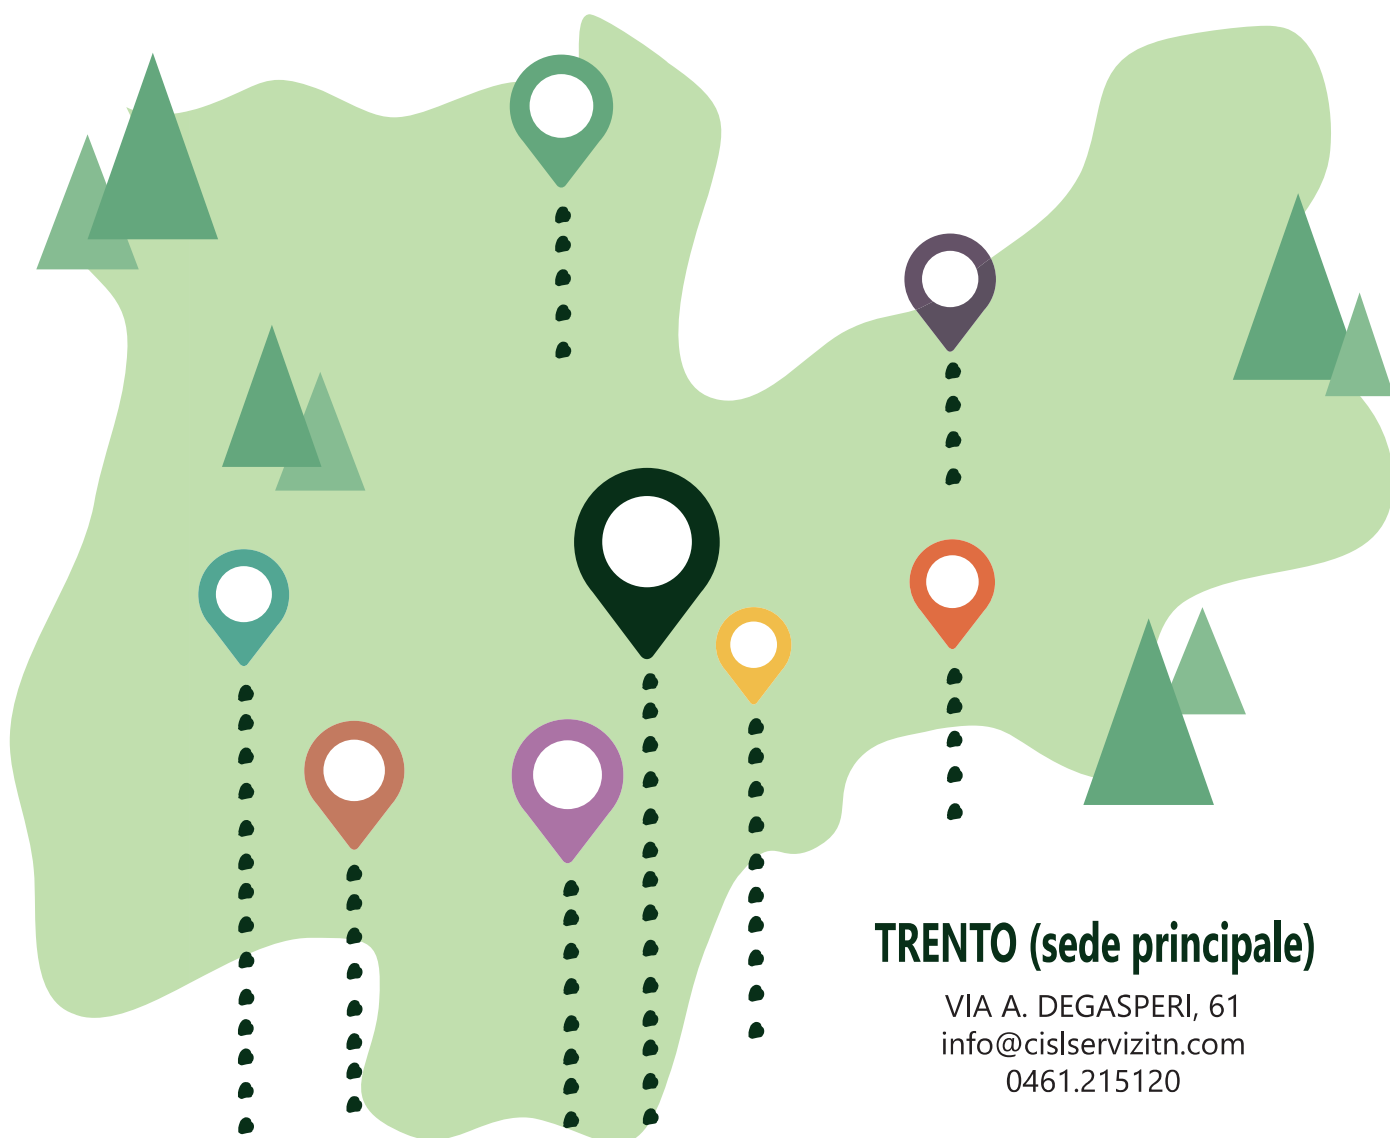 TRENTO (sede principale)
VIA A. DEGASPERI, 61
info@cislservizitn.com
0461.215120